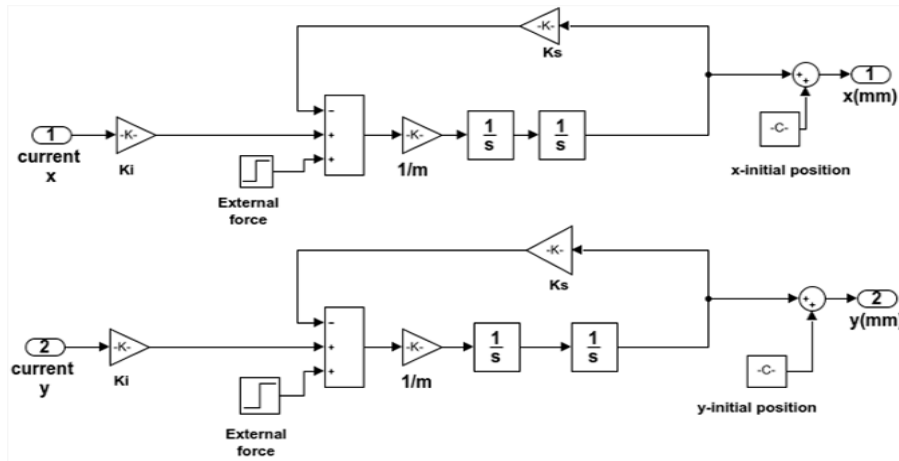 -K-
Ks
1
current
x
-K-
Ki
−
+
+
External
force
-K-
1/m
1
s
1
s
+
+
1
x(mm)
-C-
x-initial position
-K-
Ks
2
current
y
-K-
Ki
−
+
+
External
force
-K-
1/m
1
s
1
s
+
+
2
y(mm)
-C-
y-initial position